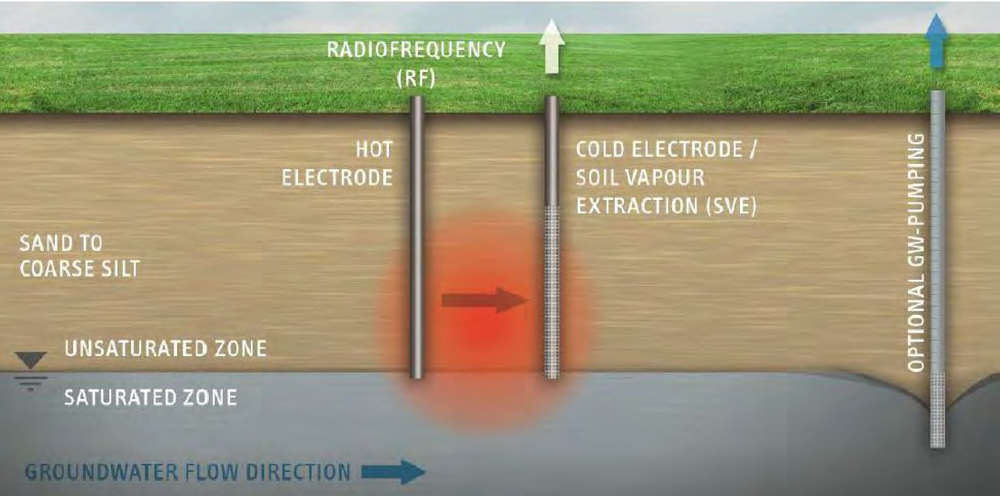 RADIOFREQUENCY
(RF)
HOT
ELECTRODE
COLD ELECTRODE /
SOIL VAPOUR
EXTRACTION (SVE)
OPTIONAL GW-PUMPING
SAND TO
COARSE SILT
UNSATURATED ZONE
SATURATED ZONE
GROUNDWATER FLOW DIRECTION